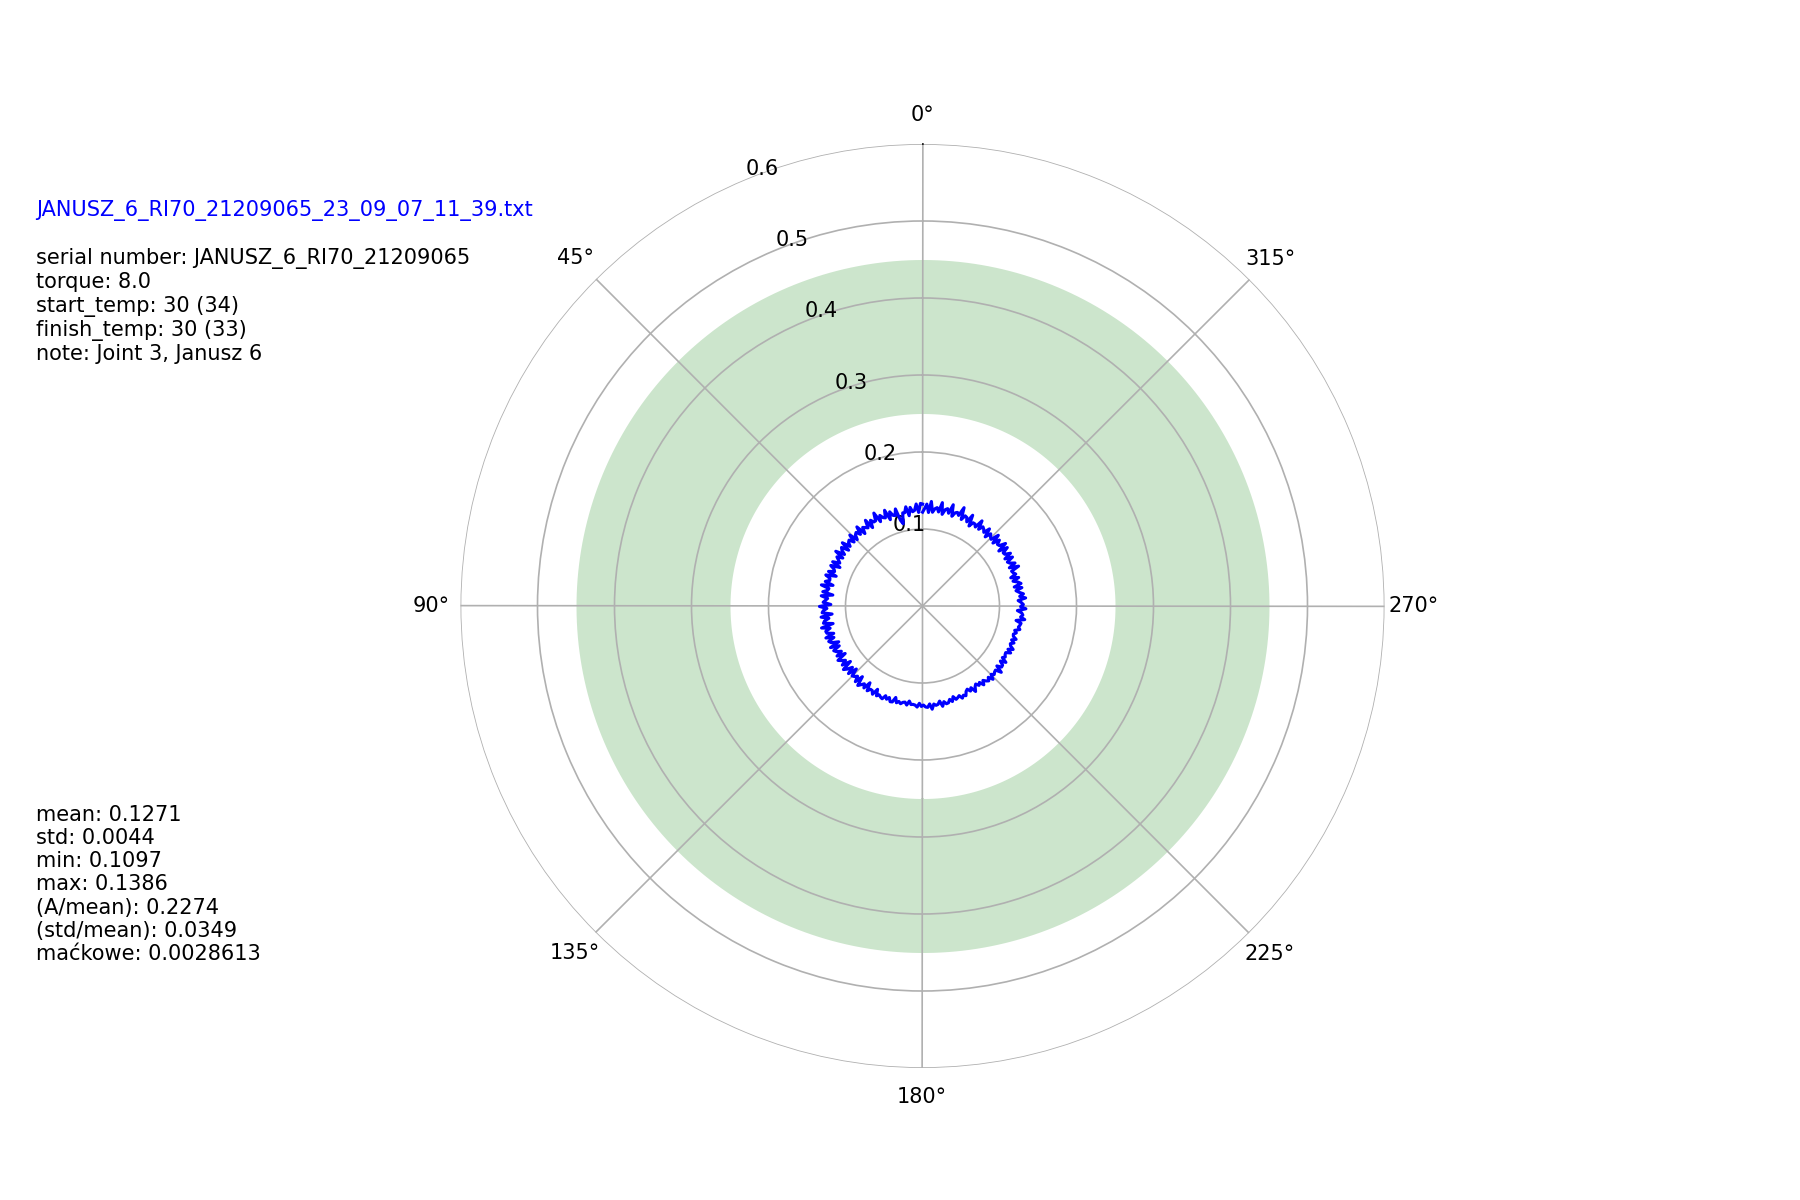 0°
0.6
JANUSZ_6_RI70_21209065_23_09_07_11_39.txt
0.5
serial number: JANUSZ_6_RI70_21209065
45°
315°
torque: 8.0
start_temp: 30 (34)
0.4
finish_temp: 30 (33)
note: Joint 3, Janusz 6
0.3
0.2
0.1
90°
270°
mean: 0.1271
std: 0.0044
min: 0.1097
max: 0.1386
(A/mean): 0.2274
(std/mean): 0.0349
maćkowe: 0.0028613
135°
225°
180°